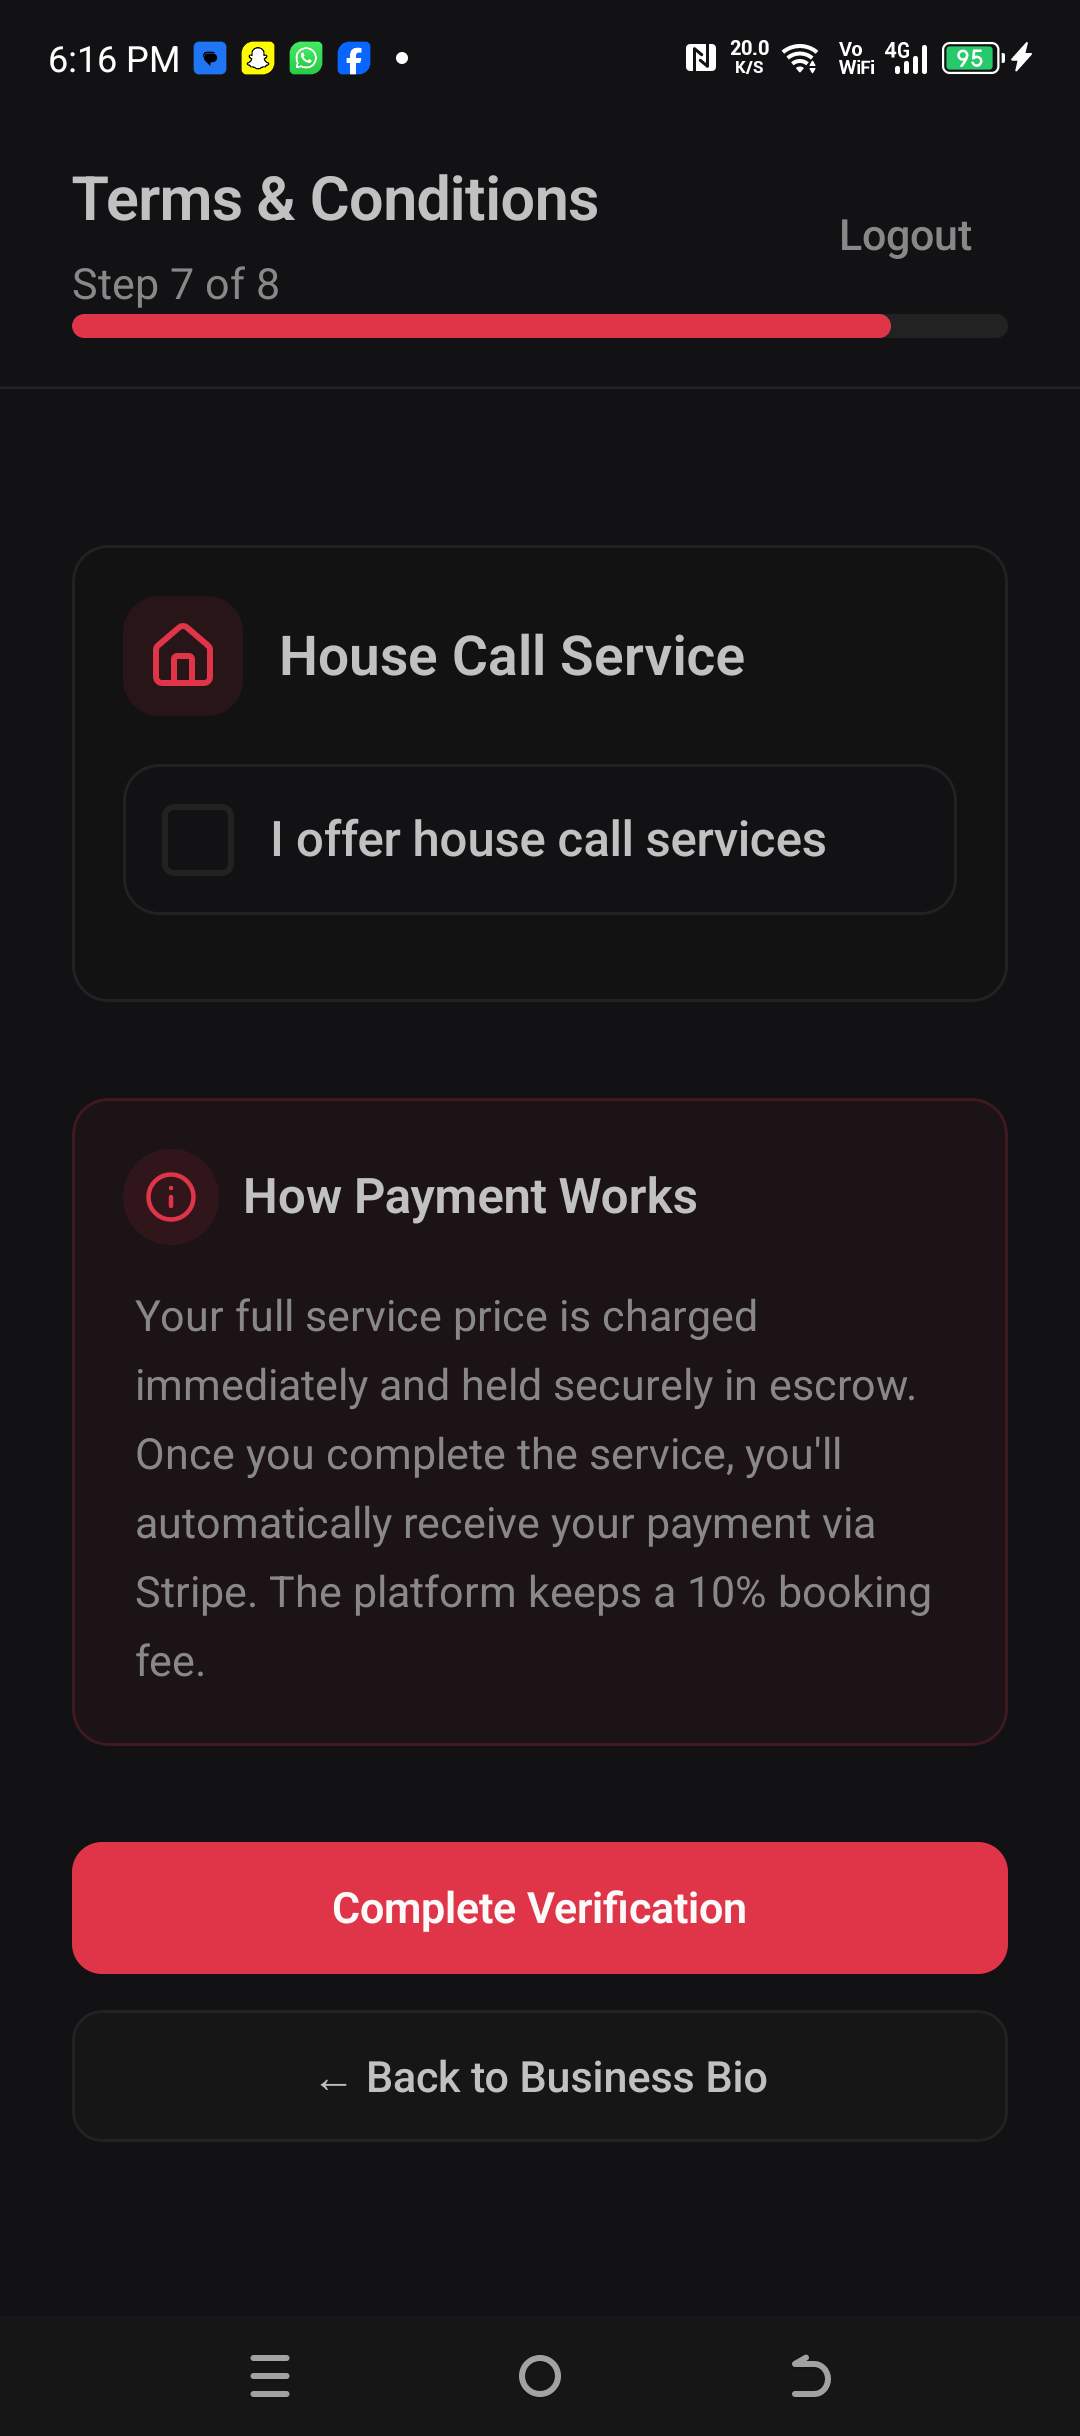 6:16 PM
20.0 K/S
Vo WiFi
4G
95
Terms & Conditions
Logout
Step 7 of 8
House Call Service
I offer house call services
How Payment Works
Your full service price is charged
immediately and held securely in escrow.
Once you complete the service, you'll
automatically receive your payment via
Stripe. The platform keeps a 10% booking
fee.
Complete Verification
← Back to Business Bio